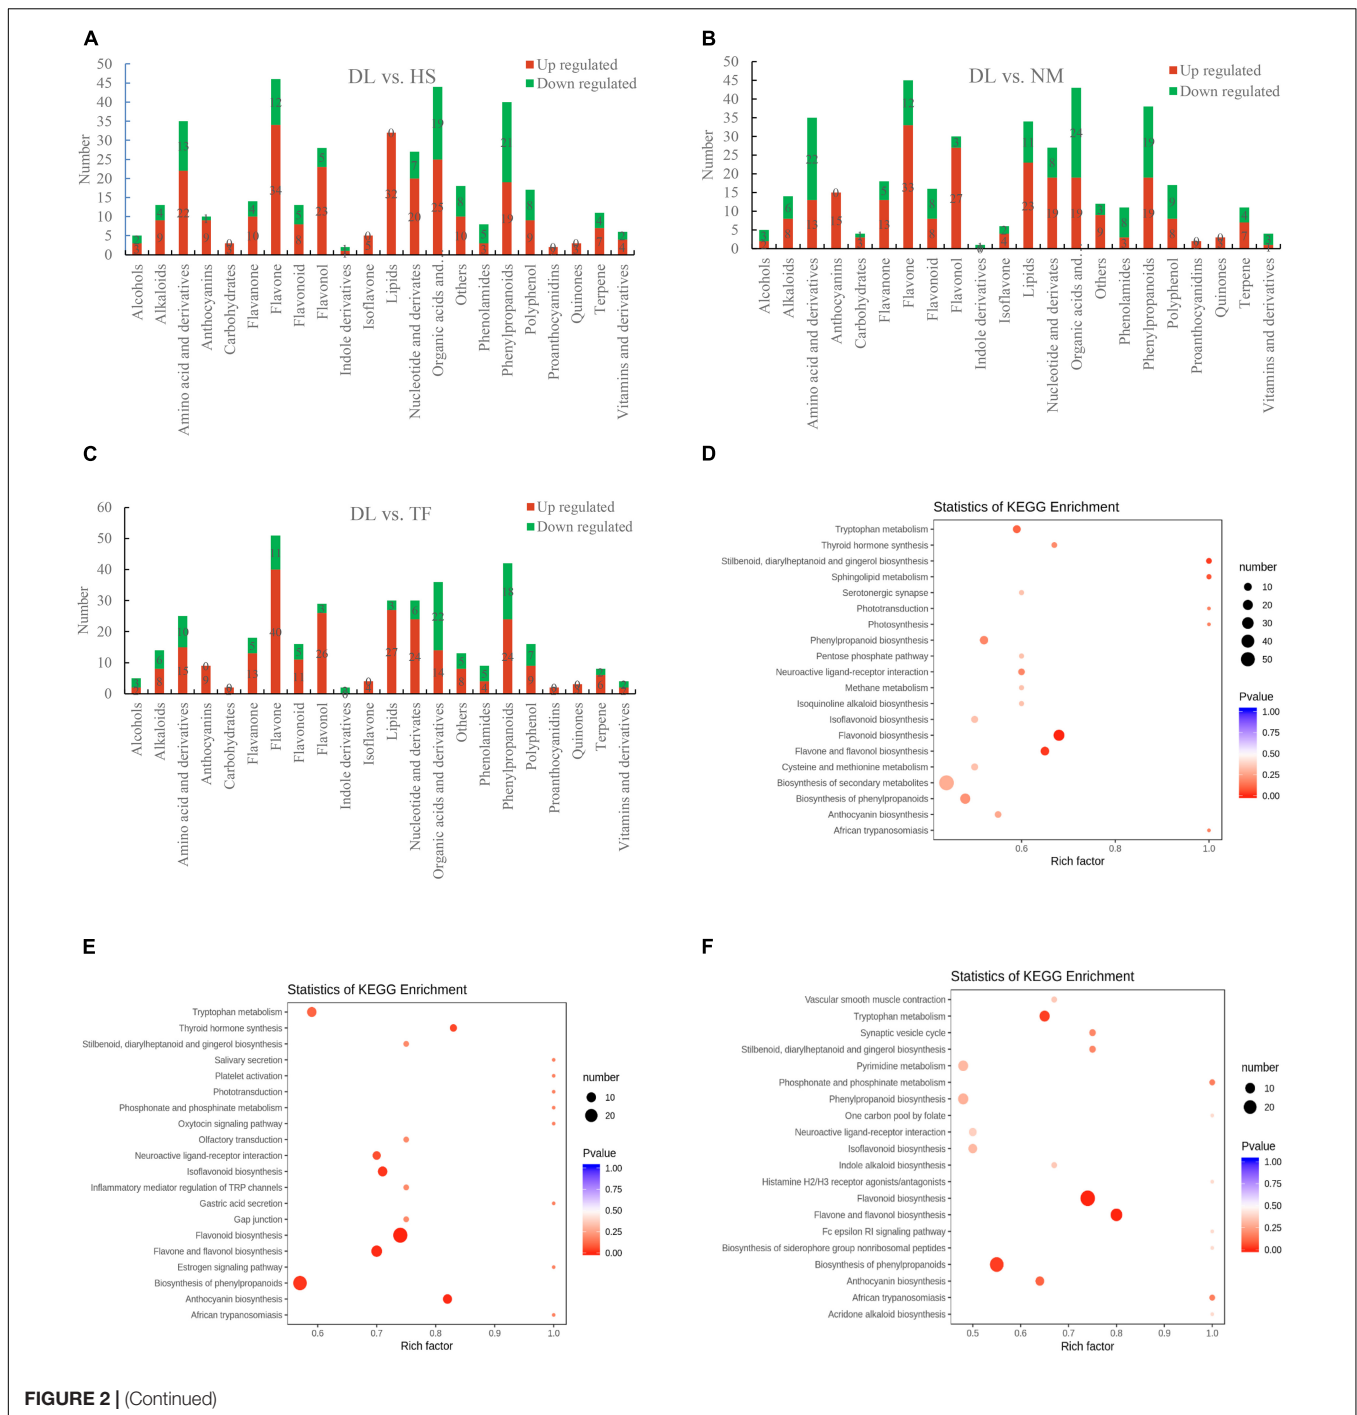 A
DL vs. HS
Up regulated
Down regulated
Number
50
45
40
35
30
25
20
15
10
5
0
Alcohols
Alkaloids
Amino acid and derivatives
Anthocyanins
Carbohydrates
Flavanone
Flavone
Flavonoid
Flavonol
Indole derivatives
Isoflavone
Lipids
Nucleotide and derivates
Organic acids and..
Others
Phenolamides
Phenylpropanoids
Polyphenol
Proanthocyanidins
Quinones
Terpene
Vitamins and derivatives
B
DL vs. NM
Up regulated
Down regulated
Number
50
45
40
35
30
25
20
15
10
5
0
Alcohols
Alkaloids
Amino acid and derivatives
Anthocyanins
Carbohydrates
Flavanone
Flavone
Flavonoid
Flavonol
Indole derivatives
Isoflavone
Lipids
Nucleotide and derivates
Organic acids and..
Others
Phenolamides
Phenylpropanoids
Polyphenol
Proanthocyanidins
Quinones
Terpene
Vitamins and derivatives
C
DL vs. TF
Up regulated
Down regulated
Number
60
50
40
30
20
10
0
Alcohols
Alkaloids
Amino acid and derivatives
Anthocyanins
Carbohydrates
Flavanone
Flavone
Flavonoid
Flavonol
Indole derivatives
Isoflavone
Lipids
Nucleotide and derivates
Organic acids and derivatives
Others
Phenolamides
Phenylpropanoids
Polyphenol
Proanthocyanidins
Quinones
Terpene
Vitamins and derivatives
D
Statistics of KEGG Enrichment
Tryptophan metabolism
Thyroid hormone synthesis
Stilbenoid, diarylheptanoid and gingerol biosynthesis
Sphingolipid metabolism
Serotonergic synapse
Phototransduction
Photosynthesis
Phenylpropanoid biosynthesis
Pentose phosphate pathway
Neuroactive ligand-receptor interaction
Methane metabolism
Isoquinoline alkaloid biosynthesis
Isoflavonoid biosynthesis
Flavonoid biosynthesis
Flavone and flavonol biosynthesis
Cysteine and methionine metabolism
Biosynthesis of secondary metabolites
Biosynthesis of phenylpropanoids
Anthocyanin biosynthesis
African trypanosomiasis
0.6 0.8 1.0
Rich factor
number
10
20
30
40
50
Pvalue
1.00
0.75
0.50
0.25
0.00
E
Statistics of KEGG Enrichment
Tryptophan metabolism
Thyroid hormone synthesis
Stilbenoid, diarylheptanoid and gingerol biosynthesis
Salivary secretion
Platelet activation
Phototransduction
Phosphonate and phosphinate metabolism
Oxytocin signaling pathway
Olfactory transduction
Neuroactive ligand-receptor interaction
Isoflavonoid biosynthesis
Inflammatory mediator regulation of TRP channels
Gastric acid secretion
Gap junction
Flavonoid biosynthesis
Flavone and flavonol biosynthesis
Estrogen signaling pathway
Biosynthesis of phenylpropanoids
Anthocyanin biosynthesis
African trypanosomiasis
0.6 0.7 0.8 0.9 1.0
Rich factor
number
10
20
Pvalue
1.00
0.75
0.50
0.25
0.00
F
Statistics of KEGG Enrichment
Vascular smooth muscle contraction
Tryptophan metabolism
Synaptic vesicle cycle
Stilbenoid, diarylheptanoid and gingerol biosynthesis
Pyrimidine metabolism
Phosphonate and phosphinate metabolism
Phenylpropanoid biosynthesis
One carbon pool by folate
Neuroactive ligand-receptor interaction
Isoflavonoid biosynthesis
Indole alkaloid biosynthesis
Histamine H2/H3 receptor agonists/antagonists
Flavonoid biosynthesis
Flavone and flavonol biosynthesis
Fc epsilon RI signaling pathway
Biosynthesis of siderophore group nonribosomal peptides
Biosynthesis of phenylpropanoids
Anthocyanin biosynthesis
African trypanosomiasis
Acridone alkaloid biosynthesis
0.5 0.6 0.7 0.8 0.9 1.0
Rich factor
number
10
20
Pvalue
1.00
0.75
0.50
0.25
0.00
FIGURE 2 | (Continued)